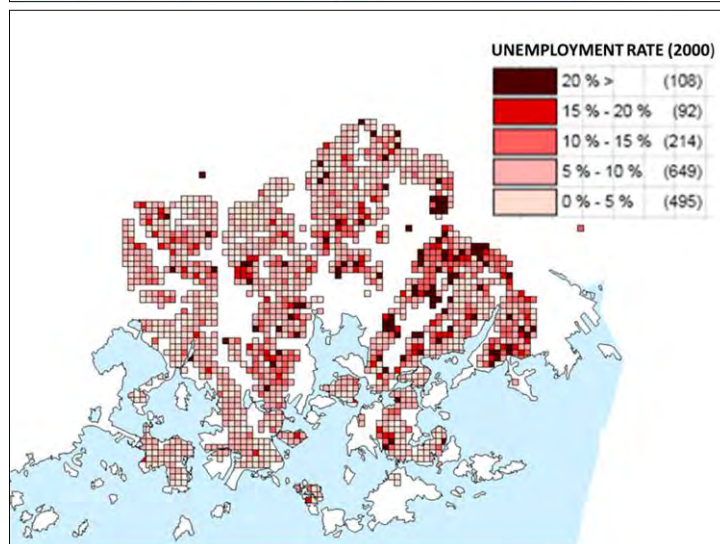 UNEMPLOYMENT RATE (2000)
20 % > (108)
15 % - 20 % (92)
10 % - 15 % (214)
5 % - 10 % (649)
0 % - 5 % (495)